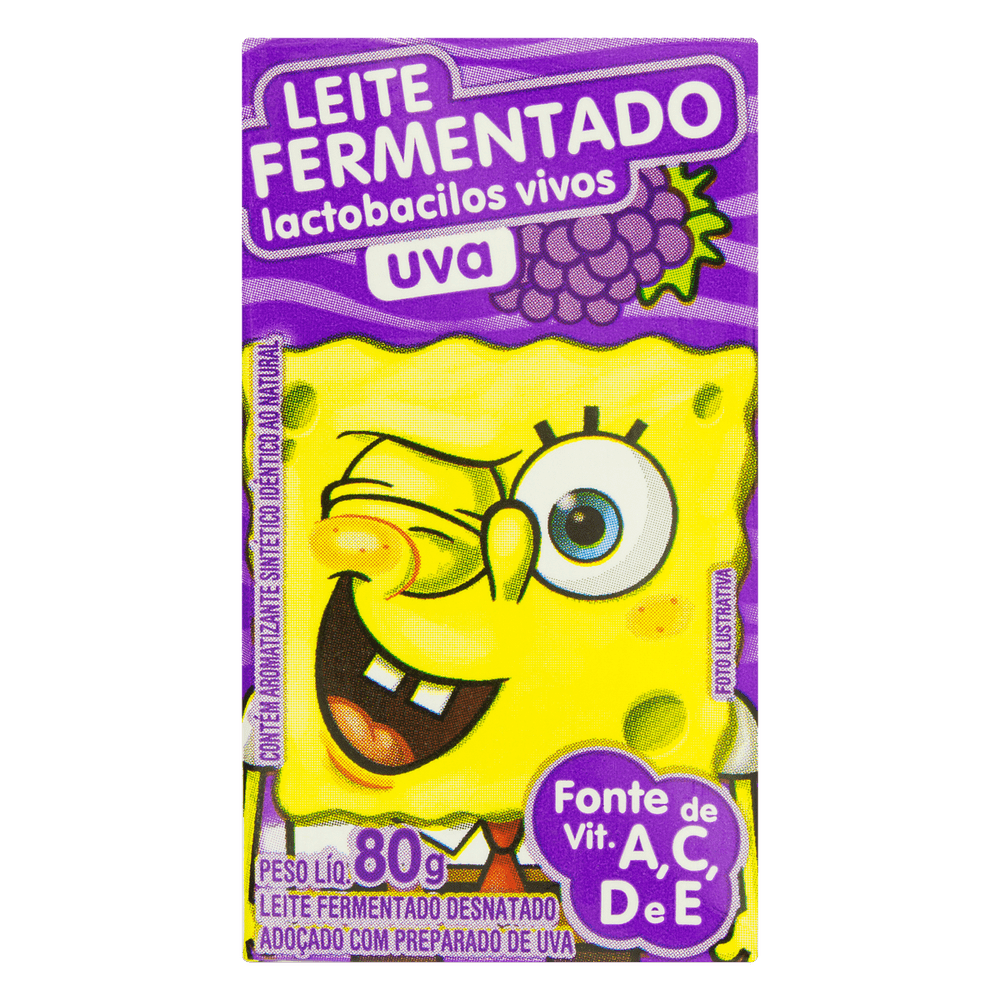 LEITE
FERMENTADO
lactobacilos vivos
uva
CONTÉM AROMATIZANTE SINTÉTICO IDÊNTICO AO NATURAL
FOTO ILUSTRATIVA
Fonte de
Vit. A, C,
D e E
PESO LÍQ. 80g
LEITE FERMENTADO DESNATADO
ADOÇADO COM PREPARADO DE UVA